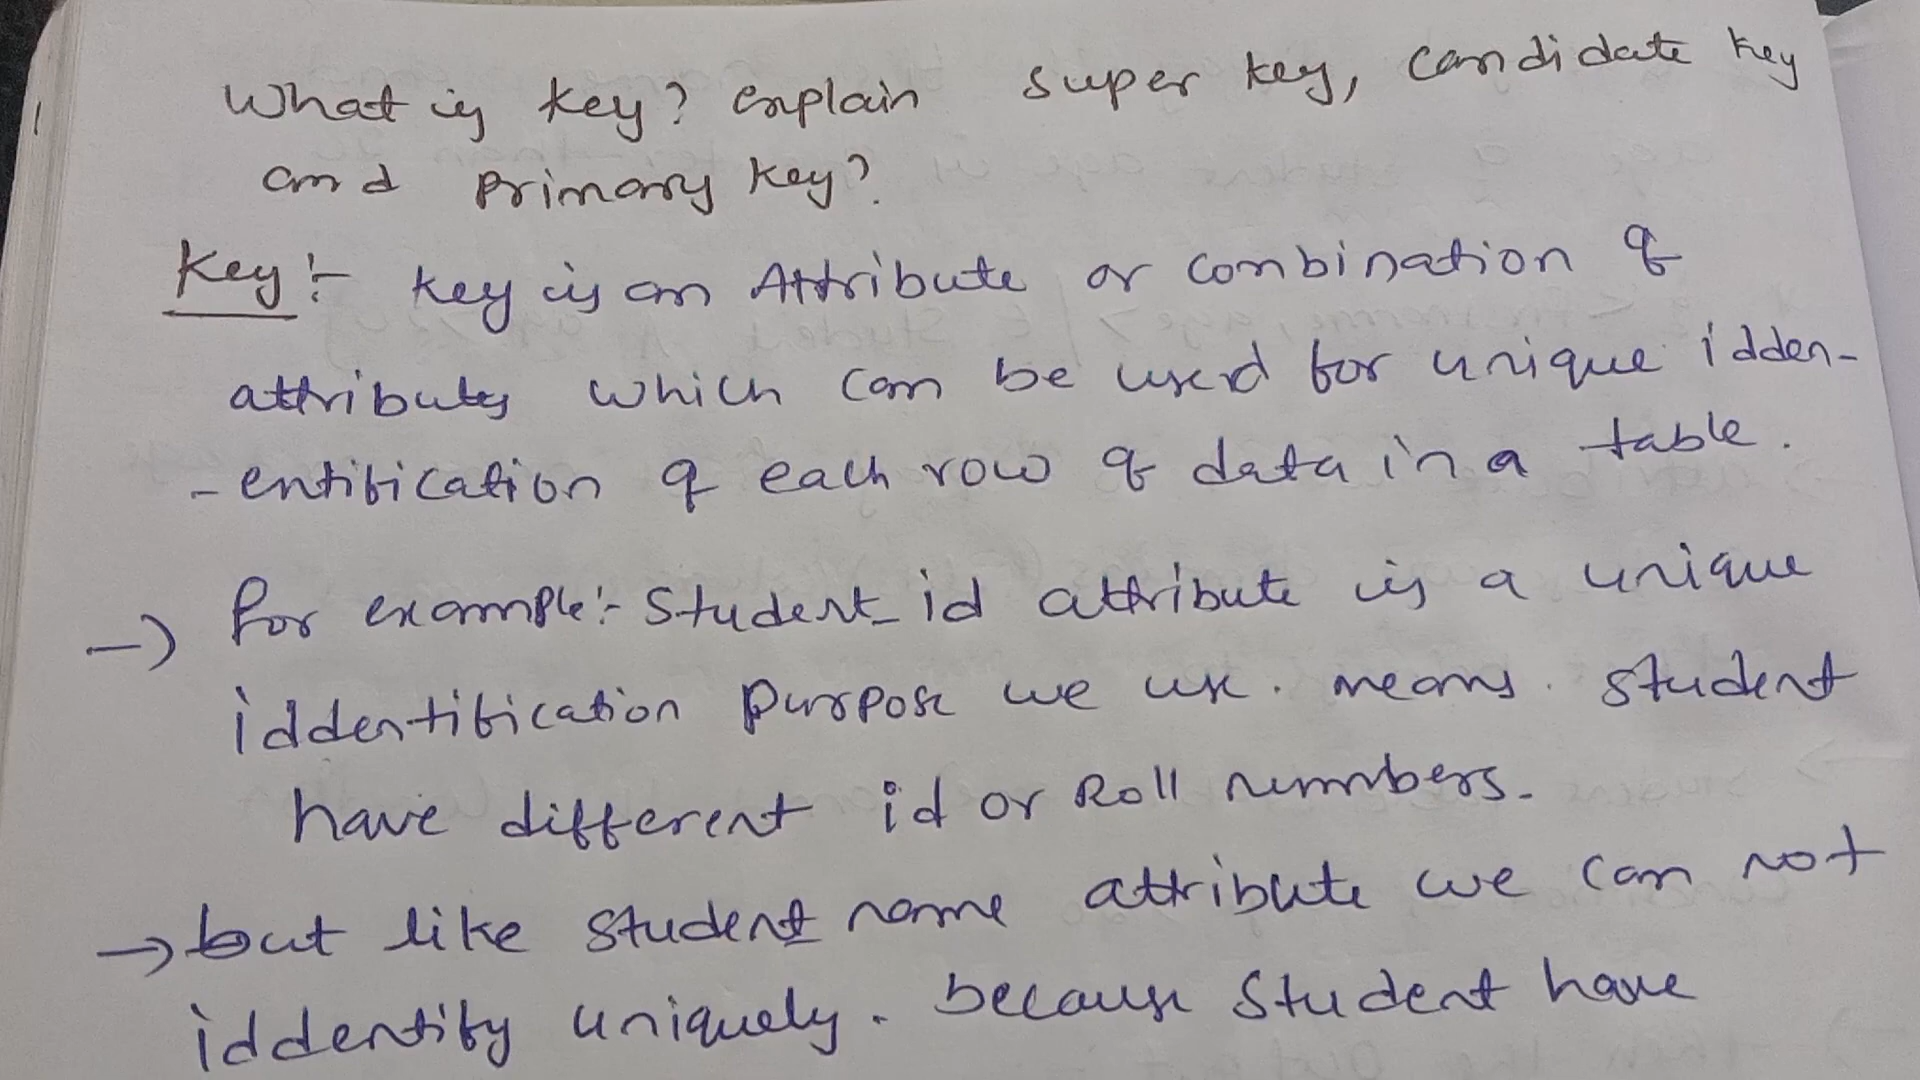 What is key? explain super key, candidate key
and primary key?
Key:- key is an Attribute or combination of
attributes which can be used for unique idden-
-entification of each row of data in a table.
-> for example:- Student_id attribute is a unique
iddentification purpose we use. means. student
have different id or Roll numbers.
-> but like student name attribute we can not
iddentify uniquely. because student have